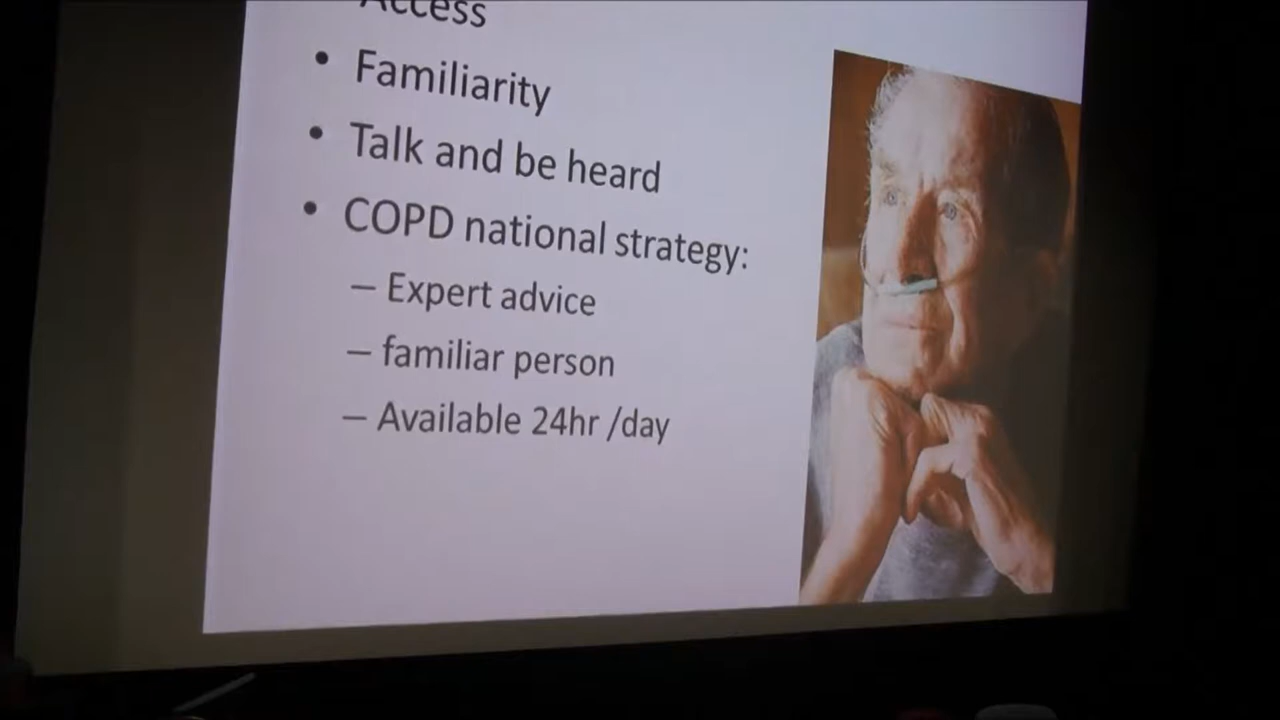 Access
• Familiarity
• Talk and be heard
• COPD national strategy:
– Expert advice
– familiar person
– Available 24hr /day